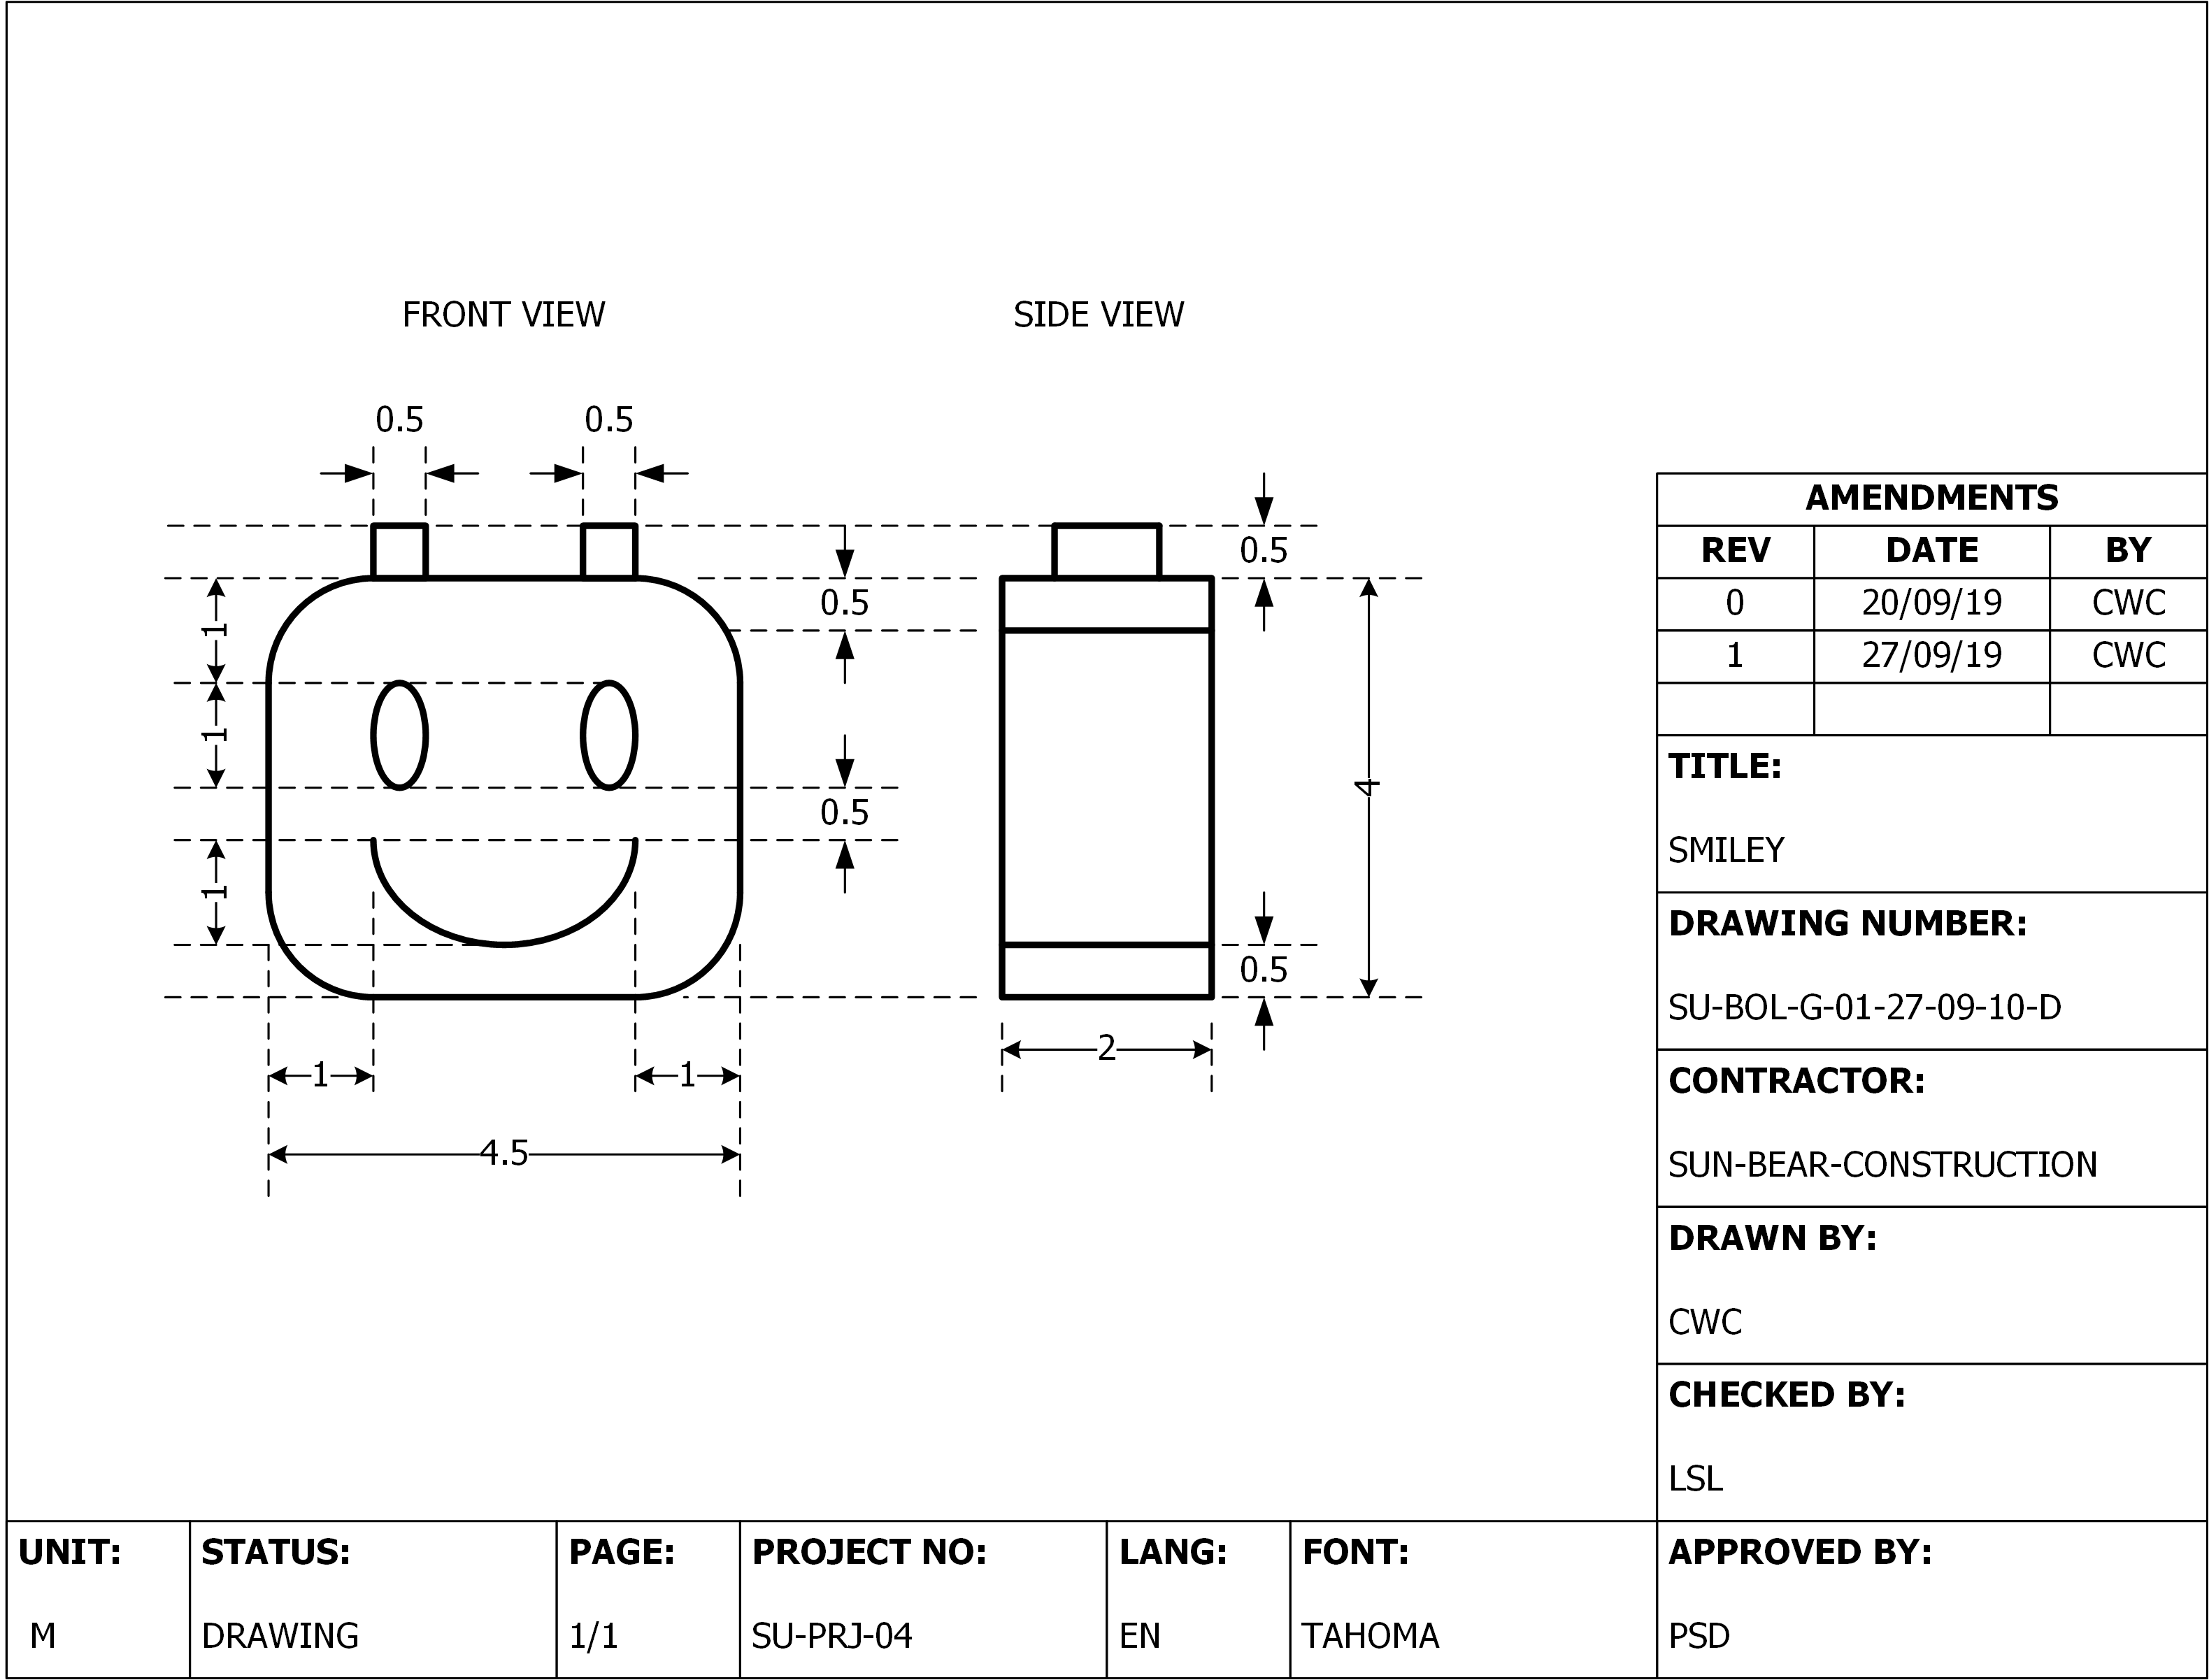 FRONT VIEW
SIDE VIEW
0.5 0.5
0.5
0.5
1
1
0.5
1
1 1
4.5
0.5
4
0.5
2
AMENDMENTS
REV DATE BY
0 20/09/19 CWC
1 27/09/19 CWC
TITLE:
SMILEY
DRAWING NUMBER:
SU-BOL-G-01-27-09-10-D
CONTRACTOR:
SUN-BEAR-CONSTRUCTION
DRAWN BY:
CWC
CHECKED BY:
LSL
UNIT: STATUS: PAGE: PROJECT NO: LANG: FONT: APPROVED BY:
M DRAWING 1/1 SU-PRJ-04 EN TAHOMA PSD